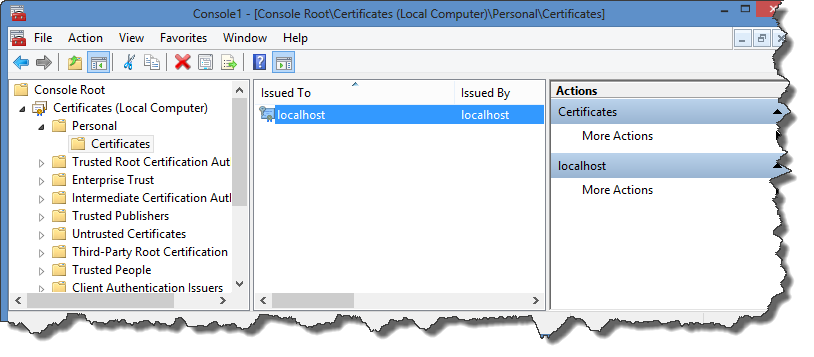 Console1 - [Console Root\Certificates (Local Computer)\Personal\Certificates]
File Action View Favorites Window Help
Console Root
Certificates (Local Computer)
Personal
Certificates
Trusted Root Certification Aut
Enterprise Trust
Intermediate Certification Autl
Trusted Publishers
Untrusted Certificates
Third-Party Root Certification
Trusted People
Client Authentication Issuers
Issued To Issued By
localhost localhost
Actions
Certificates
More Actions
localhost
More Actions